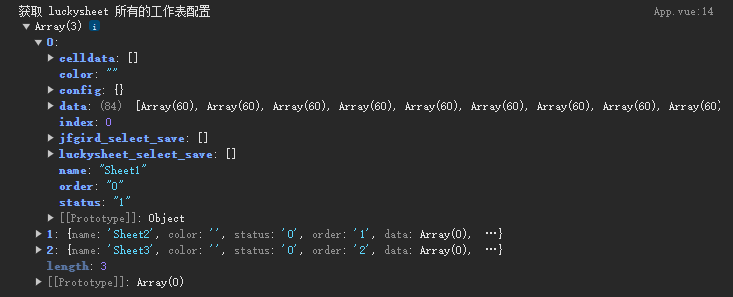 获取 luckysheet 所有的工作表配置 App.vue:14
▼ Array(3) i
▼ 0:
▶ celldata: []
color: ""
▶ config: {}
▶ data: (84) [Array(60), Array(60), Array(60), Array(60), Array(60), Array(60), Array(60), Array(60), Array(60)
index: 0
▶ jfgird_select_save: []
▶ luckysheet_select_save: []
name: "Sheet1"
order: "0"
status: "1"
▶ [[Prototype]]: Object
▶ 1: {name: 'Sheet2', color: '', status: '0', order: '1', data: Array(0), …}
▶ 2: {name: 'Sheet3', color: '', status: '0', order: '2', data: Array(0), …}
length: 3
▶ [[Prototype]]: Array(0)